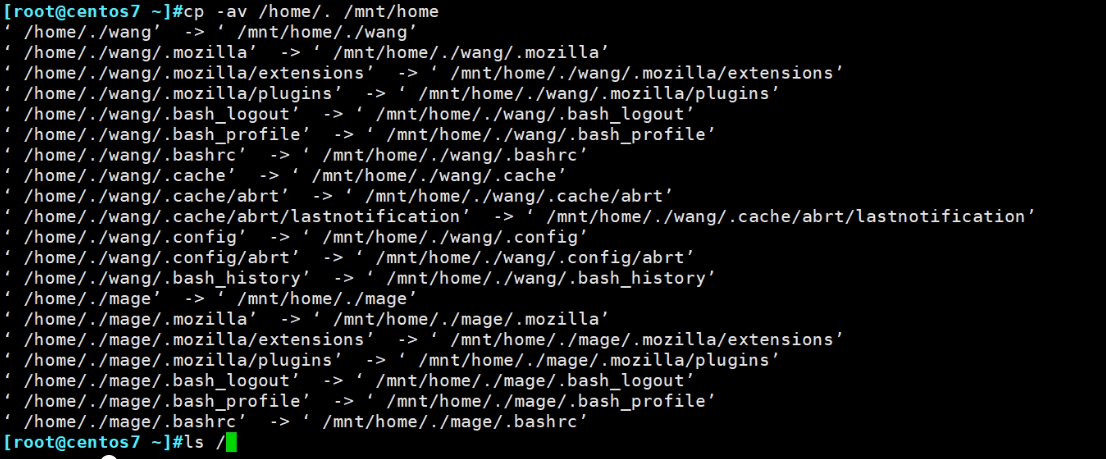 [root@centos7 ~]#cp -av /home/. /mnt/home
‘ /home/./wang’  -> ‘ /mnt/home/./wang’
‘ /home/./wang/.mozilla’  -> ‘ /mnt/home/./wang/.mozilla’
‘ /home/./wang/.mozilla/extensions’  -> ‘ /mnt/home/./wang/.mozilla/extensions’
‘ /home/./wang/.mozilla/plugins’  -> ‘ /mnt/home/./wang/.mozilla/plugins’
‘ /home/./wang/.bash_logout’  -> ‘ /mnt/home/./wang/.bash_logout’
‘ /home/./wang/.bash_profile’  -> ‘ /mnt/home/./wang/.bash_profile’
‘ /home/./wang/.bashrc’  -> ‘ /mnt/home/./wang/.bashrc’
‘ /home/./wang/.cache’  -> ‘ /mnt/home/./wang/.cache’
‘ /home/./wang/.cache/abrt’  -> ‘ /mnt/home/./wang/.cache/abrt’
‘ /home/./wang/.cache/abrt/lastnotification’  -> ‘ /mnt/home/./wang/.cache/abrt/lastnotification’
‘ /home/./wang/.config’  -> ‘ /mnt/home/./wang/.config’
‘ /home/./wang/.config/abrt’  -> ‘ /mnt/home/./wang/.config/abrt’
‘ /home/./wang/.bash_history’  -> ‘ /mnt/home/./wang/.bash_history’
‘ /home/./mage’  -> ‘ /mnt/home/./mage’
‘ /home/./mage/.mozilla’  -> ‘ /mnt/home/./mage/.mozilla’
‘ /home/./mage/.mozilla/extensions’  -> ‘ /mnt/home/./mage/.mozilla/extensions’
‘ /home/./mage/.mozilla/plugins’  -> ‘ /mnt/home/./mage/.mozilla/plugins’
‘ /home/./mage/.bash_logout’  -> ‘ /mnt/home/./mage/.bash_logout’
‘ /home/./mage/.bash_profile’  -> ‘ /mnt/home/./mage/.bash_profile’
‘ /home/./mage/.bashrc’  -> ‘ /mnt/home/./mage/.bashrc’
[root@centos7 ~]#ls /